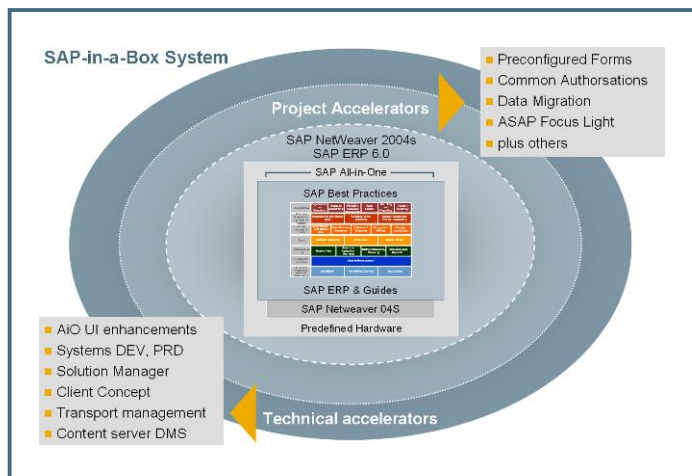 SAP-in-a-Box System
Preconfigured Forms
Common Authorsations
Data Migration
ASAP Focus Light
plus others
Project Accelerators
SAP NetWeaver 2004s
SAP ERP 6.0
SAP All-in-One
SAP Best Practices
SAP ERP & Guides
SAP Netweaver 04S
Predefined Hardware
AiO UI enhancements
Systems DEV, PRD
Solution Manager
Client Concept
Transport management
Content server DMS
Technical accelerators